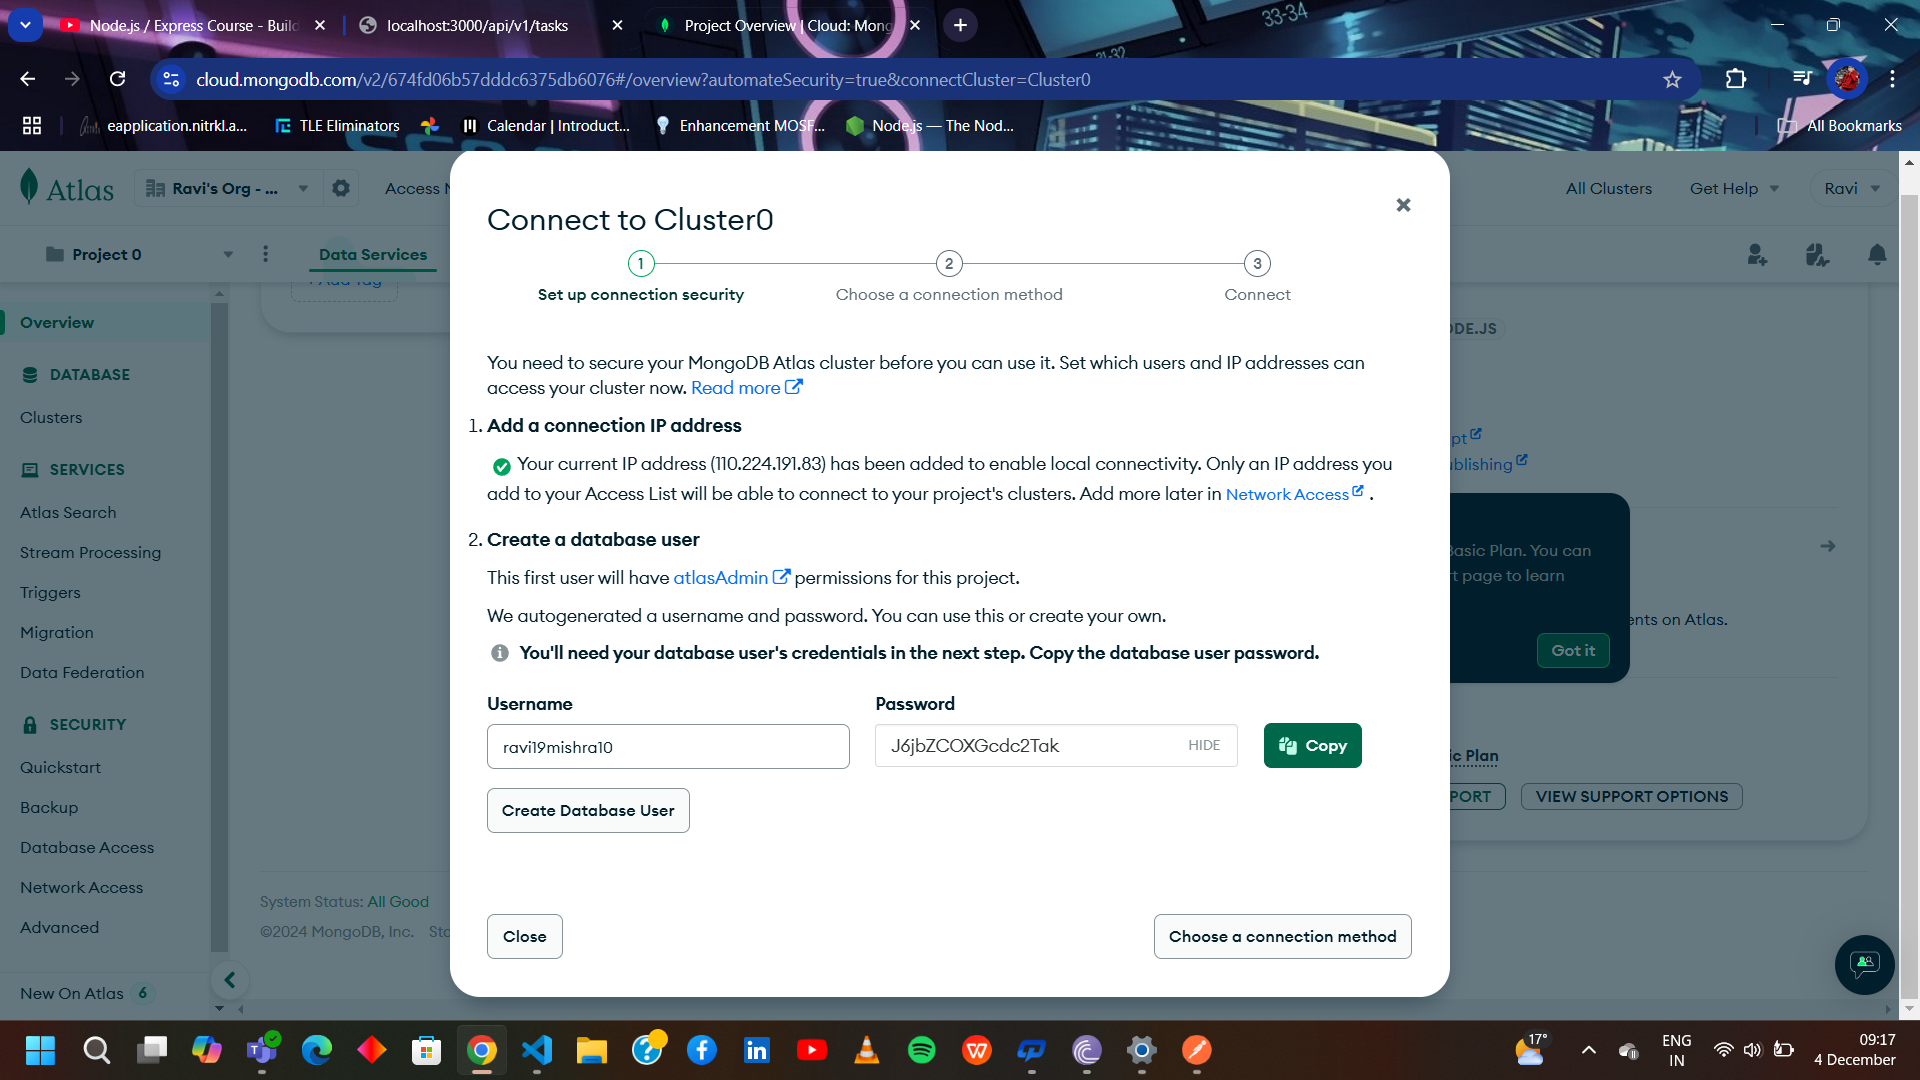 Node.js / Express Course - Build
localhost:3000/api/v1/tasks
Project Overview | Cloud: Mong
33-34
31-32
cloud.mongodb.com/v2/674fd06b57dddc6375db6076#/overview?automateSecurity=true&connectCluster=Cluster0
eapplication.nitrkl.a...
TLE Eliminators
Calendar | Introduct...
Enhancement MOSF...
Node.js — The Nod...
All Bookmarks
Atlas
Ravi's Org - ...
Access
All Clusters
Get Help
Ravi
Project 0
Data Services
+ Add Tag
Overview
DATABASE
Clusters
SERVICES
Atlas Search
Stream Processing
Triggers
Migration
Data Federation
SECURITY
Quickstart
Backup
Database Access
Network Access
Advanced
New On Atlas 6
Connect to Cluster0
1
2
3
Set up connection security
Choose a connection method
Connect
You need to secure your MongoDB Atlas cluster before you can use it. Set which users and IP addresses can
access your cluster now. Read more
1. Add a connection IP address
Your current IP address (110.224.191.83) has been added to enable local connectivity. Only an IP address you
add to your Access List will be able to connect to your project's clusters. Add more later in Network Access .
2. Create a database user
This first user will have atlasAdmin permissions for this project.
We autogenerated a username and password. You can use this or create your own.
You'll need your database user's credentials in the next step. Copy the database user password.
Username
Password
ravi19mishra10
J6jbZCOXGcdc2Tak
HIDE
Copy
Create Database User
Close
Choose a connection method
ODE.JS
pt
ublishing
Basic Plan. You can
t page to learn
Got it
ents on Atlas.
ic Plan
PORT
VIEW SUPPORT OPTIONS
System Status: All Good
©2024 MongoDB, Inc. Sta
17°
ENG
IN
09:17
4 December